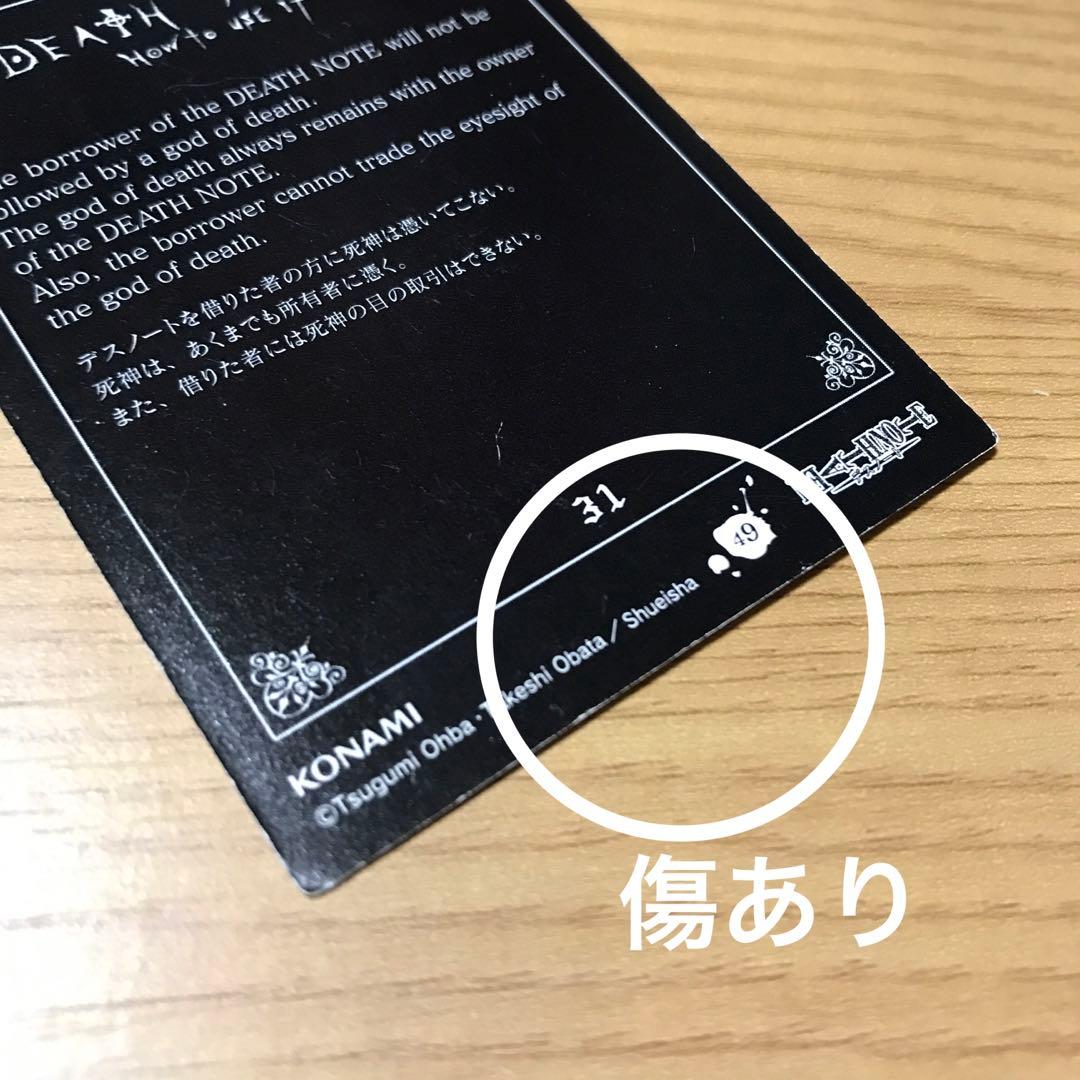 DEATH
HOW TO USE IT
borrower of the DEATH NOTE will not be
followed by a god of death.
The god of death always remains with the owner
of the DEATH NOTE.
Also, the borrower cannot trade the eyesight of
the god of death.
デスノートを借りた者の方に死神は憑いてこない。
死神は、あくまでも所有者に憑く。
また、借りた者には死神の目の取引はできない。
31
49
KONAMI
©Tsugumi Ohba・Takeshi Obata / Shueisha
傷あり